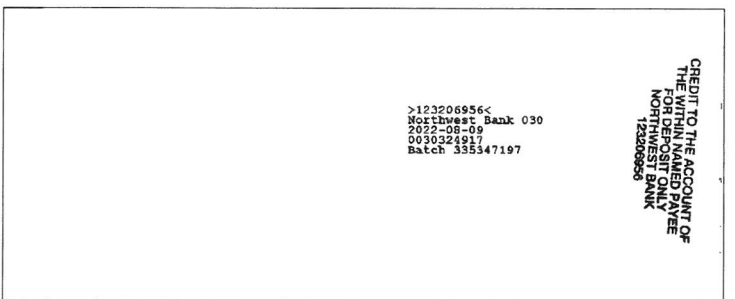 >123206956<
Northwest Bank 030
2022-08-09
0030324917
Batch 335347197
CREDIT TO THE ACCOUNT OF
THE WITHIN NAMED PAYEE
FOR DEPOSIT ONLY
NORTHWEST BANK
123206956